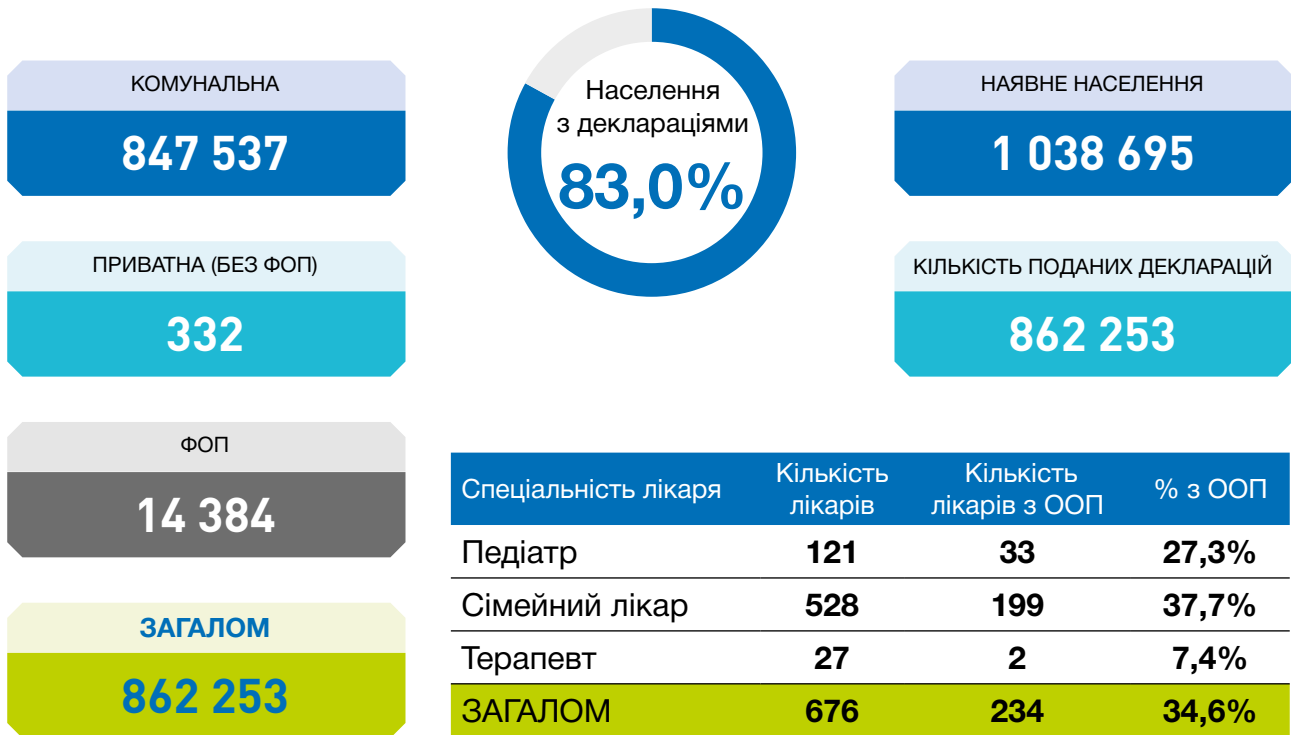 КОМУНАЛЬНА
847 537
ПРИВАТНА (БЕЗ ФОП)
332
ФОП
14 384
ЗАГАЛОМ
862 253
Населення
з деклараціями
83,0%
НАЯВНЕ НАСЕЛЕННЯ
1 038 695
КІЛЬКІСТЬ ПОДАНИХ ДЕКЛАРАЦІЙ
862 253
Спеціальність лікаря Кількість лікарів Кількість лікарів з ООП % з ООП
Педіатр 121 33 27,3%
Сімейний лікар 528 199 37,7%
Терапевт 27 2 7,4%
ЗАГАЛОМ 676 234 34,6%